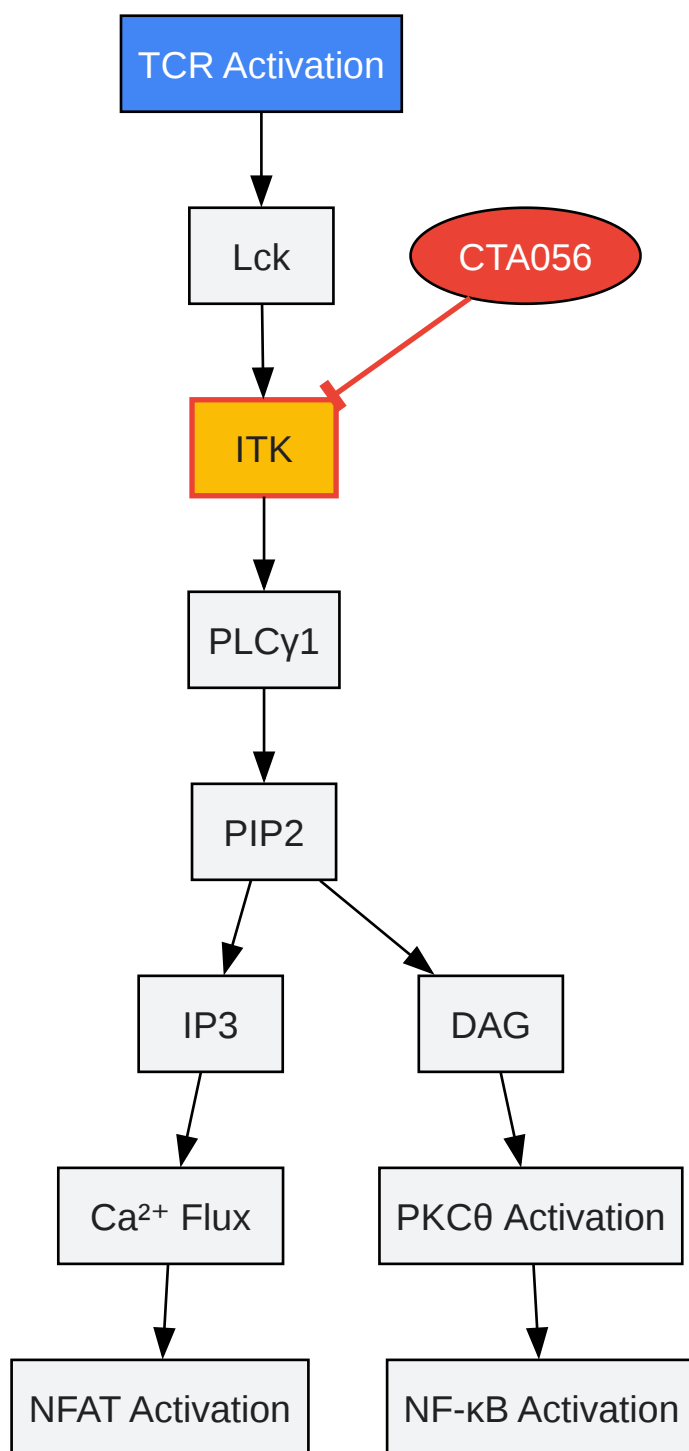 TCR Activation
Lck
CTA056
ITK
PLCγ1
PIP2
IP3
DAG
Ca²⁺ Flux
PKCθ Activation
NFAT Activation
NF-κB Activation